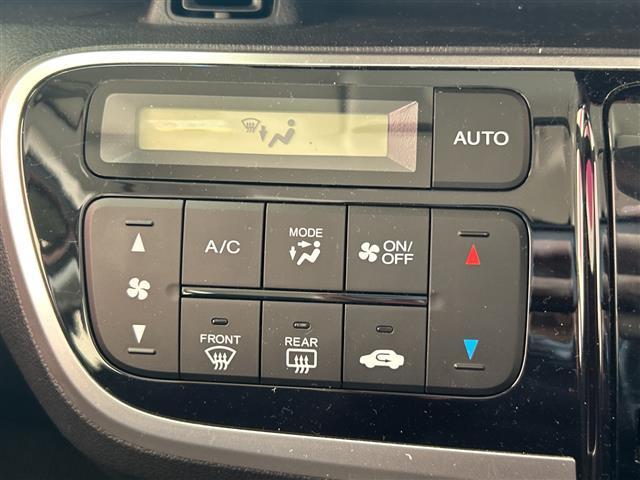 AUTO
A/C
MODE
ON/
OFF
FRONT
REAR